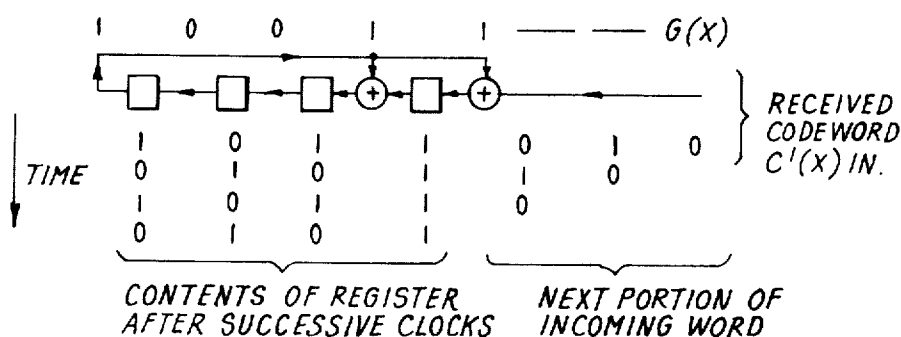 1 0 0 1 1 — — G(X)
+ +
1 0 1 1 0 1 0
0 1 0 1 1 0
1 0 1 1 0
0 1 0 1
TIME
RECEIVED
CODEWORD
C'(X) IN.
CONTENTS OF REGISTER
AFTER SUCCESSIVE CLOCKS
NEXT PORTION OF
INCOMING WORD